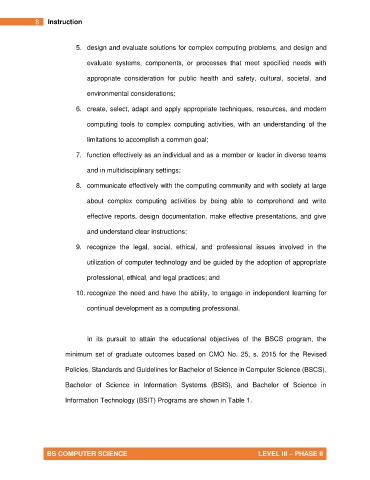 8 Instruction
5. design and evaluate solutions for complex computing problems, and design and
evaluate systems, components, or processes that meet specified needs with
appropriate consideration for public health and safety, cultural, societal, and
environmental considerations;
6. create, select, adapt and apply appropriate techniques, resources, and modern
computing tools to complex computing activities, with an understanding of the
limitations to accomplish a common goal;
7. function effectively as an individual and as a member or leader in diverse teams
and in multidisciplinary settings;
8. communicate effectively with the computing community and with society at large
about complex computing activities by being able to comprehend and write
effective reports, design documentation, make effective presentations, and give
and understand clear instructions;
9. recognize the legal, social, ethical, and professional issues involved in the
utilization of computer technology and be guided by the adoption of appropriate
professional, ethical, and legal practices; and
10. recognize the need and have the ability, to engage in independent learning for
continual development as a computing professional.
In its pursuit to attain the educational objectives of the BSCS program, the
minimum set of graduate outcomes based on CMO No. 25, s. 2015 for the Revised
Policies, Standards and Guidelines for Bachelor of Science in Computer Science (BSCS),
Bachelor of Science in Information Systems (BSIS), and Bachelor of Science in
Information Technology (BSIT) Programs are shown in Table 1.
BS COMPUTER SCIENCE LEVEL III – PHASE II